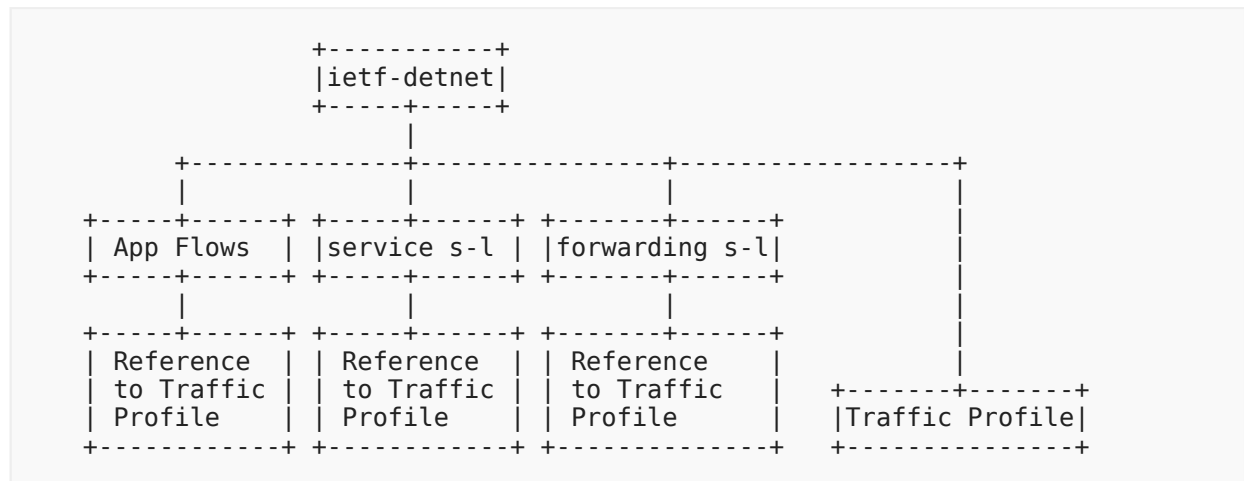 ietf-detnet
App Flows service s-l forwarding s-l
Reference Reference Reference
to Traffic to Traffic to Traffic
Profile Profile Profile Traffic Profile